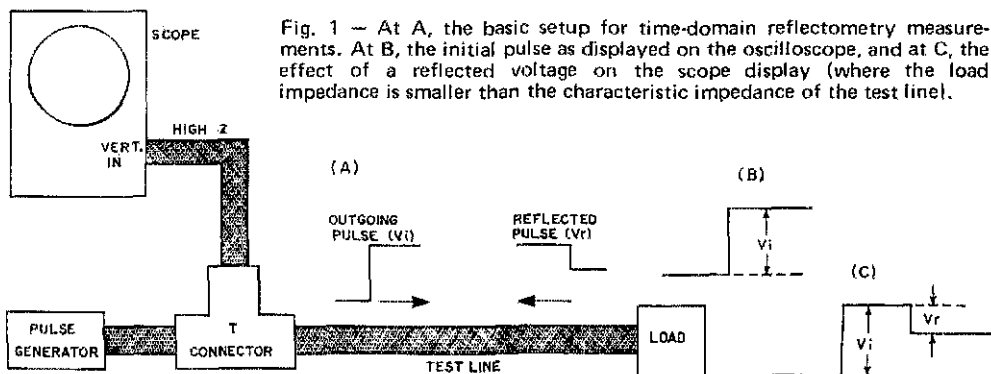 Fig. 1 — At A, the basic setup for time-domain reflectometry measure-
ments. At B, the initial pulse as displayed on the oscilloscope, and at C, the
effect of a reflected voltage on the scope display (where the load
impedance is smaller than the characteristic impedance of the test line).
SCOPE
VERT.
IN
HIGH Z
(A)
OUTGOING
PULSE (Vi)
REFLECTED
PULSE (Vr)
(B)
Vi
(C)
Vr
Vi
PULSE
GENERATOR
T
CONNECTOR
TEST LINE
LOAD